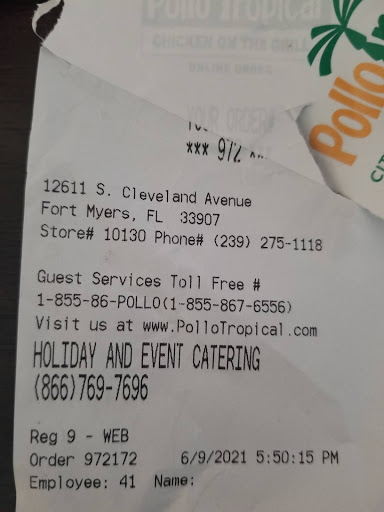 Pollo Tropical
CHICKEN ON THE GRILL
ONLINE ORDER
YOUR ORDER#
*** 972 ***
Pollo
12611 S. Cleveland Avenue
Fort Myers, FL 33907
Store# 10130 Phone# (239) 275-1118
Guest Services Toll Free #
1-855-86-POLLO(1-855-867-6556)
Visit us at www.PolloTropical.com
HOLIDAY AND EVENT CATERING
(866)769-7696
Reg 9 - WEB
Order 972172 6/9/2021 5:50:15 PM
Employee: 41 Name: